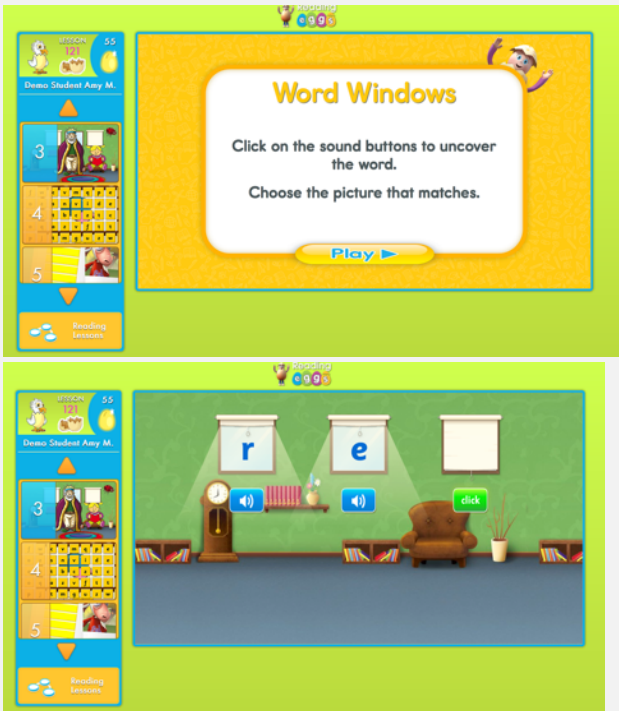 Reading
eggs
LESSON
121
55
Demo Student Amy M.
3
4
5
Reading
Lessons
Word Windows
Click on the sound buttons to uncover
the word.
Choose the picture that matches.
Play
Reading
eggs
LESSON
121
55
Demo Student Amy M.
3
4
5
Reading
Lessons
r
e
click